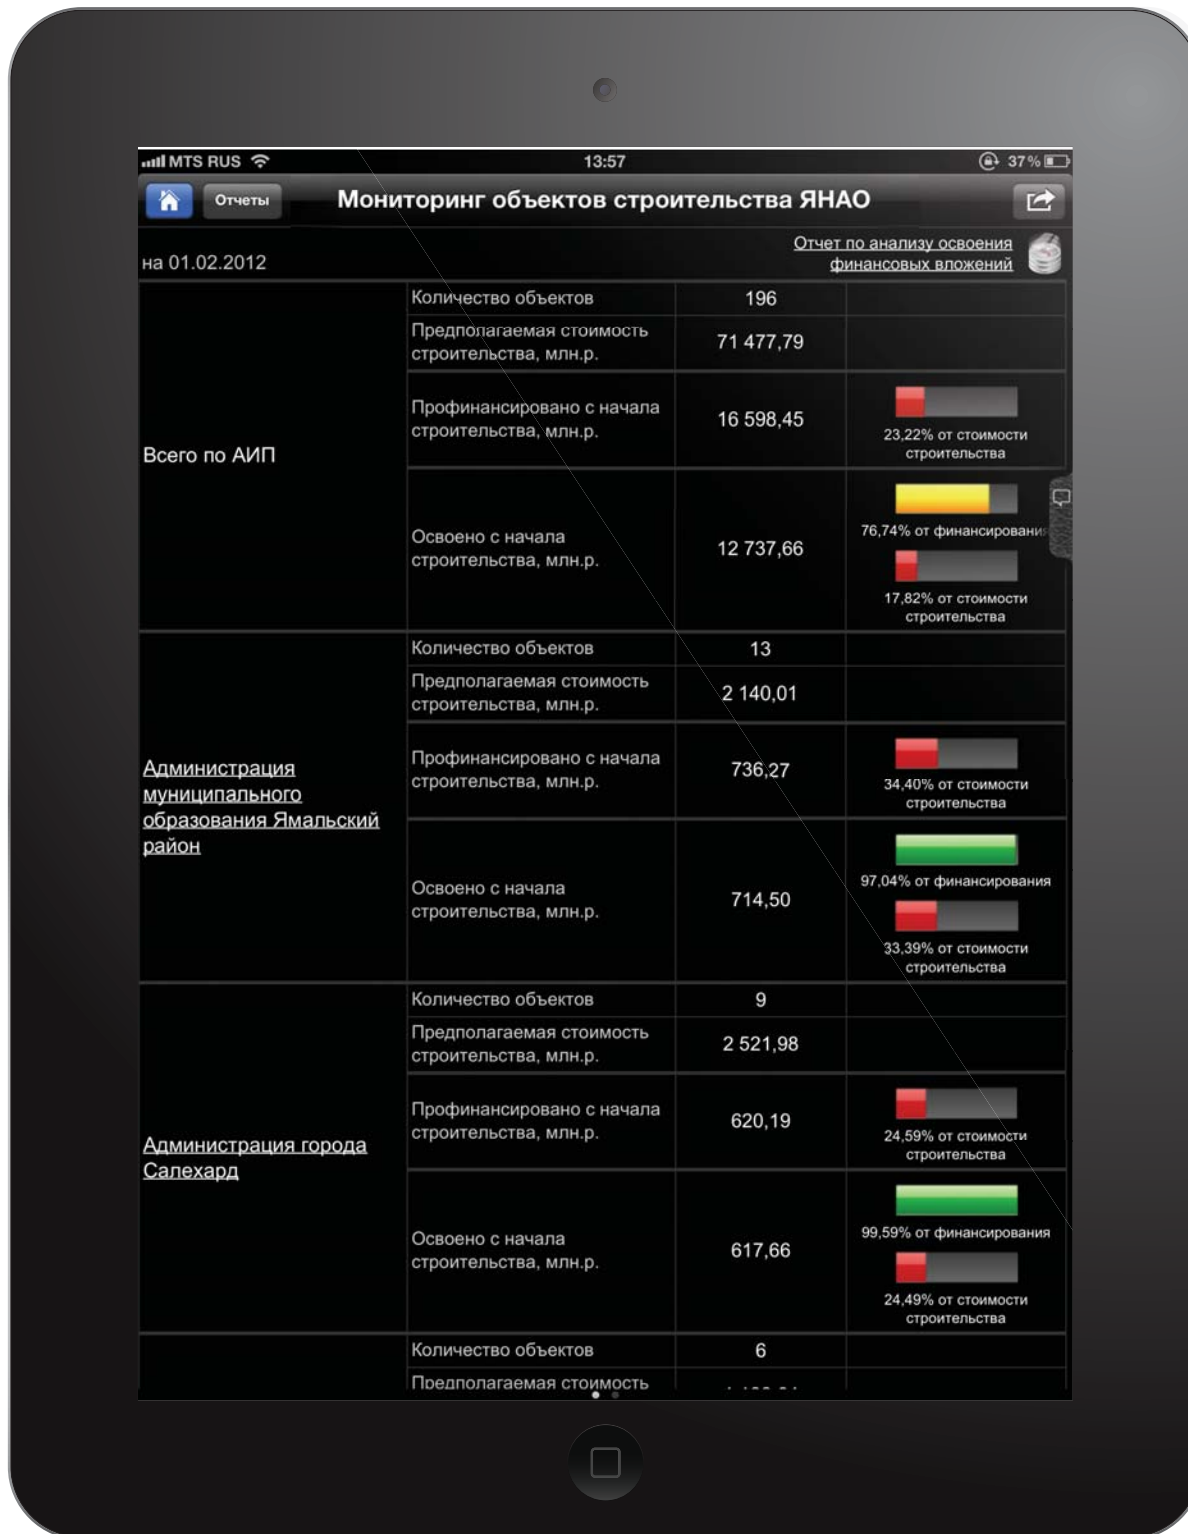 MTS RUS 13:57 37%
Отчеты Мониторинг объектов строительства ЯНАО
на 01.02.2012
Отчет по анализу освоения
финансовых вложений
Всего по АИП
Количество объектов 196
Предполагаемая стоимость
строительства, млн.р.
71 477,79
Профинансировано с начала
строительства, млн.р.
16 598,45
23,22% от стоимости
строительства
Освоено с начала
строительства, млн.р.
12 737,66
76,74% от финансировани
17,82% от стоимости
строительства
Администрация
муниципального
образования Ямальский
район
Количество объектов 13
Предполагаемая стоимость
строительства, млн.р.
2 140,01
Профинансировано с начала
строительства, млн.р.
736,27
34,40% от стоимости
строительства
Освоено с начала
строительства, млн.р.
714,50
97,04% от финансирования
33,39% от стоимости
строительства
Администрация города
Салехард
Количество объектов 9
Предполагаемая стоимость
строительства, млн.р.
2 521,98
Профинансировано с начала
строительства, млн.р.
620,19
24,59% от стоимости
строительства
Освоено с начала
строительства, млн.р.
617,66
99,59% от финансирования
24,49% от стоимости
строительства
Количество объектов 6
Предполагаемая стоимость